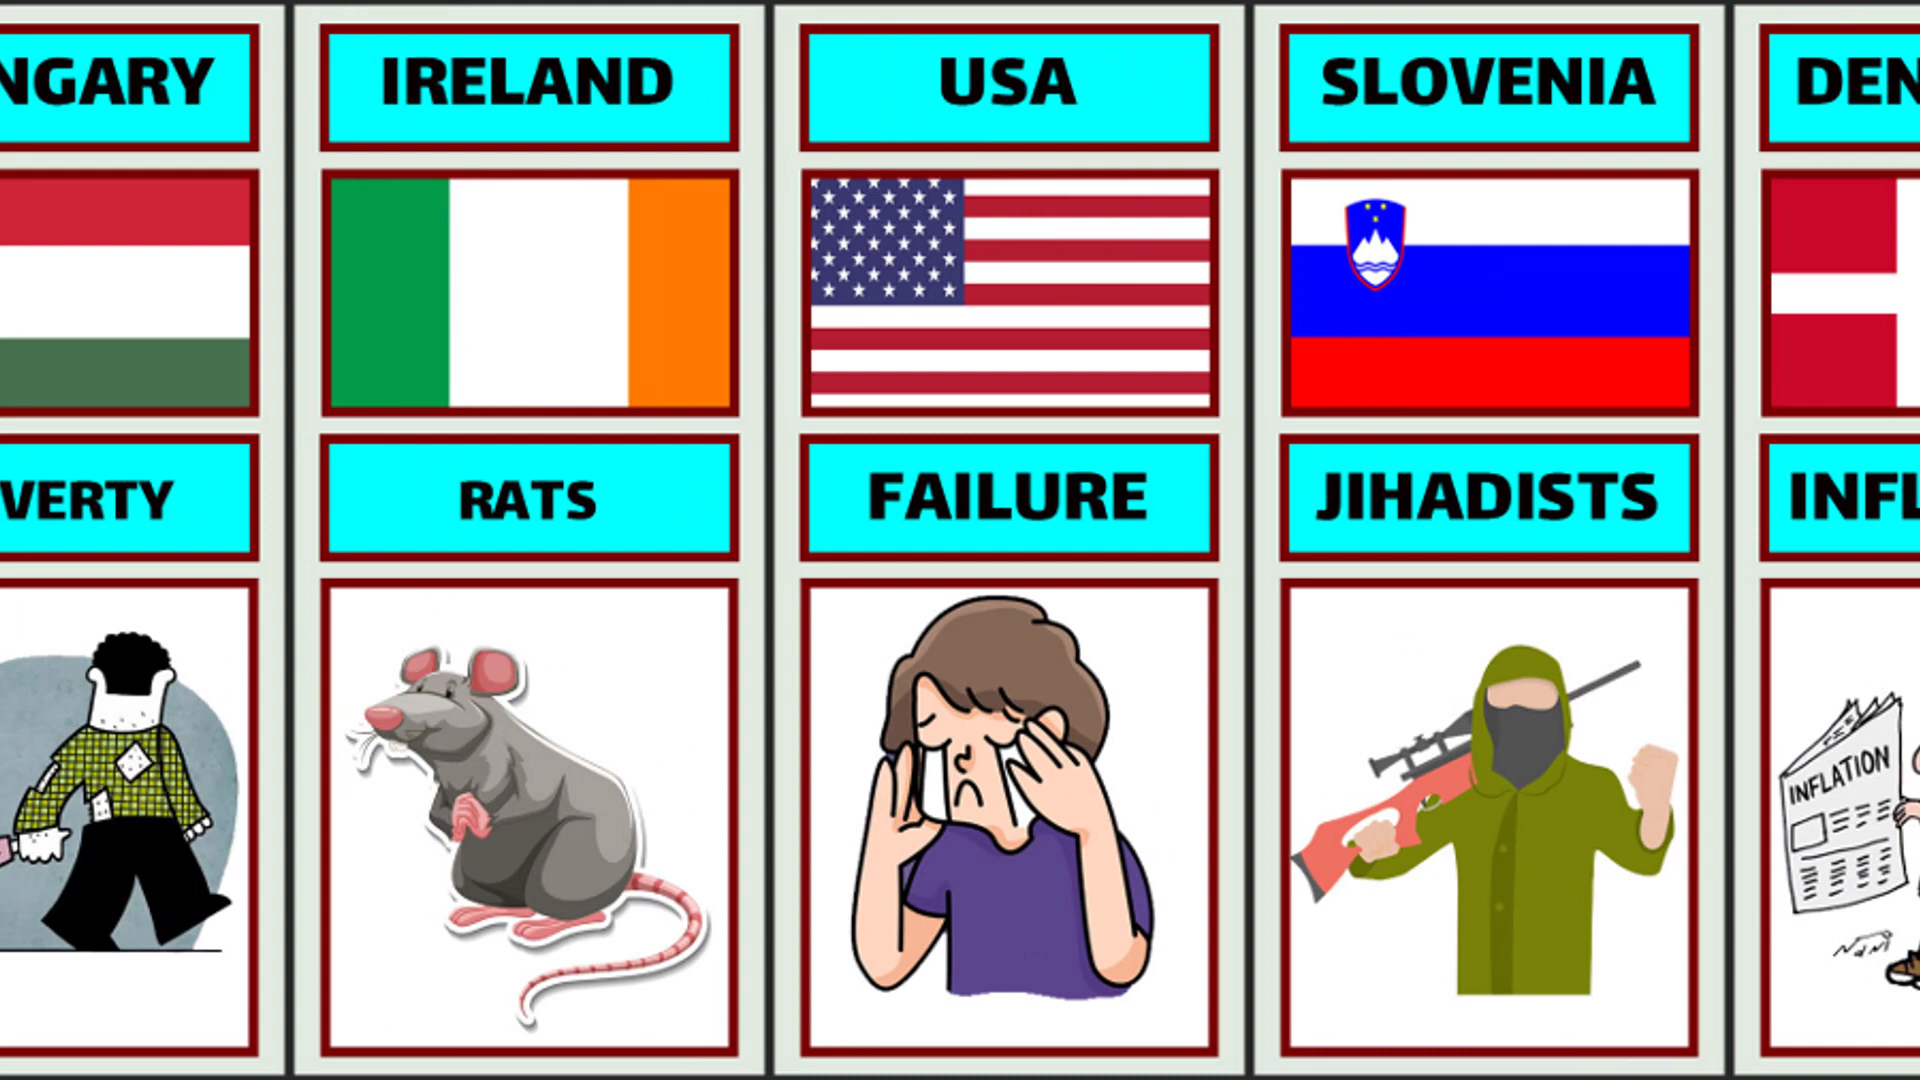 NGARY
IRELAND
USA
SLOVENIA
DEN
VERTY
RATS
FAILURE
JIHADISTS
INFL
INFLATION